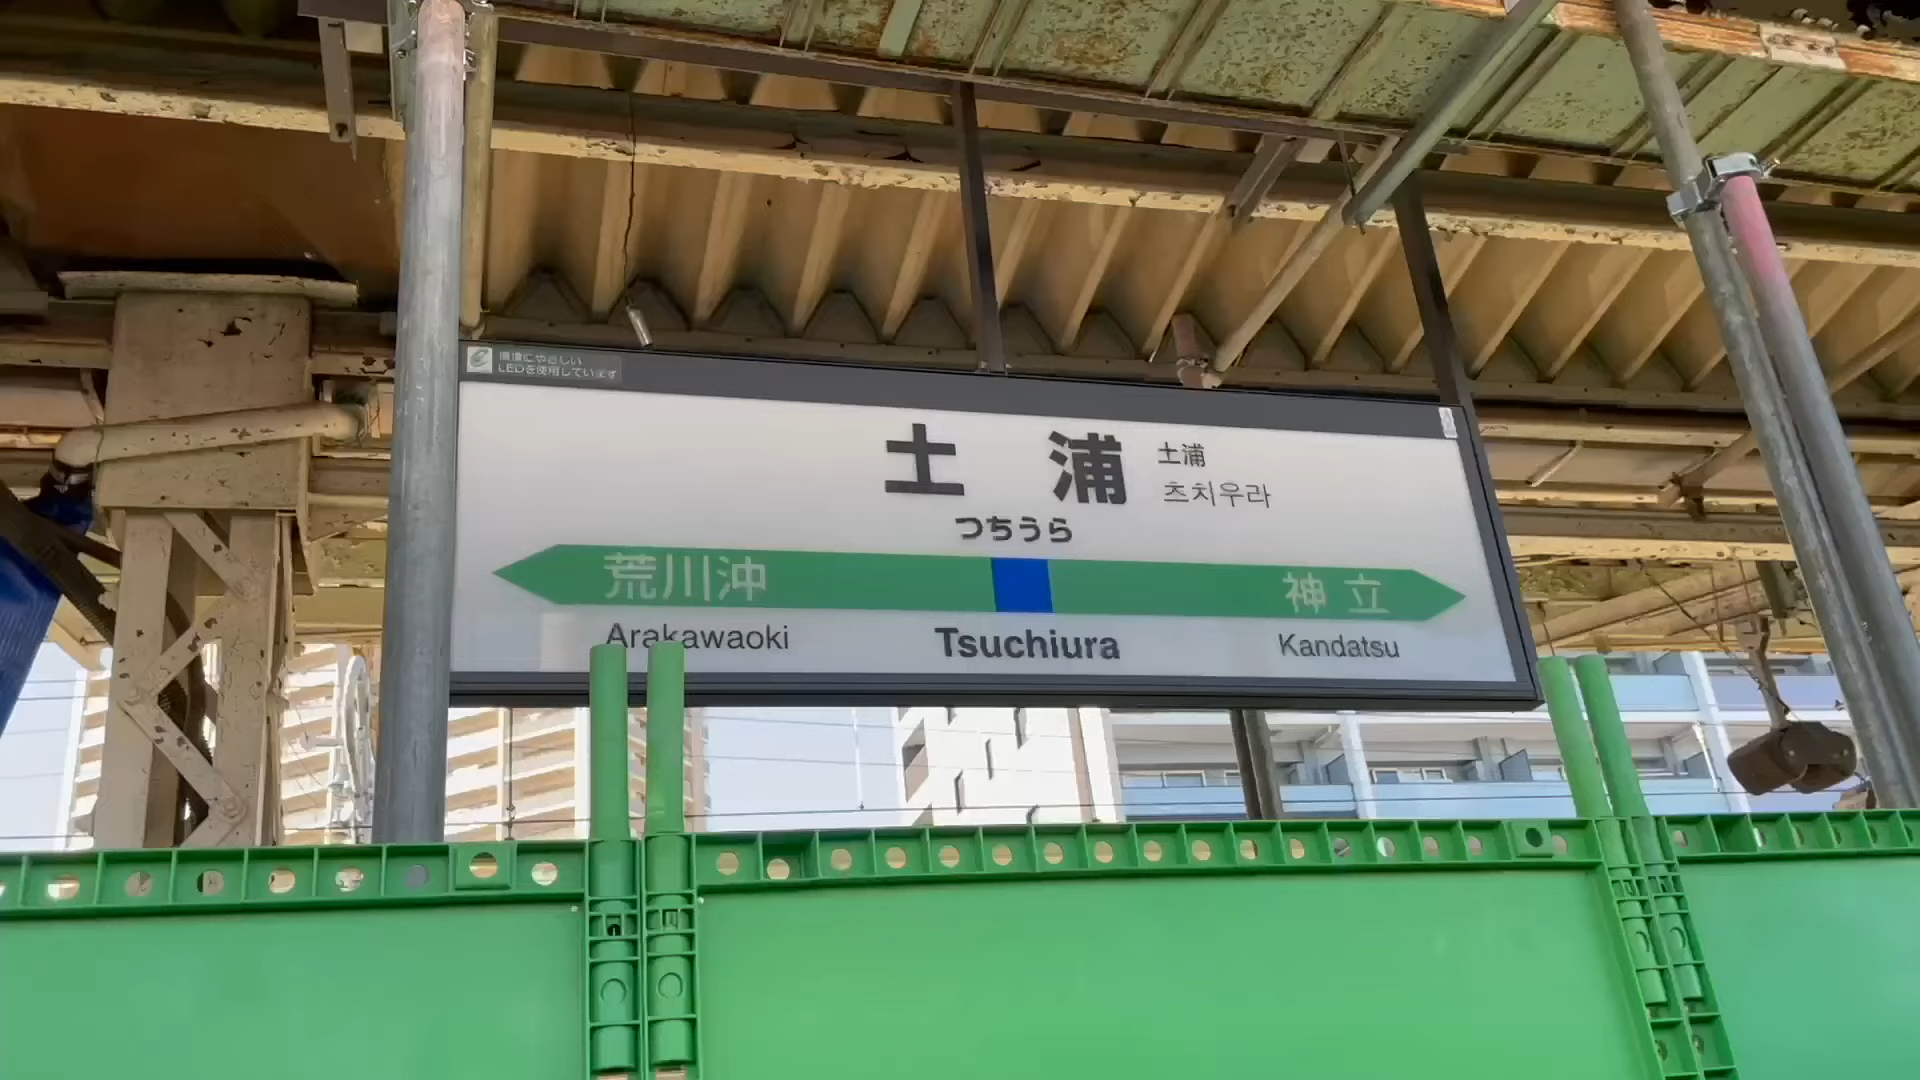 環境にやさしい
LEDを使用しています
土浦
土浦
츠치우라
つちうら
荒川沖
神立
Arakawaoki
Tsuchiura
Kandatsu